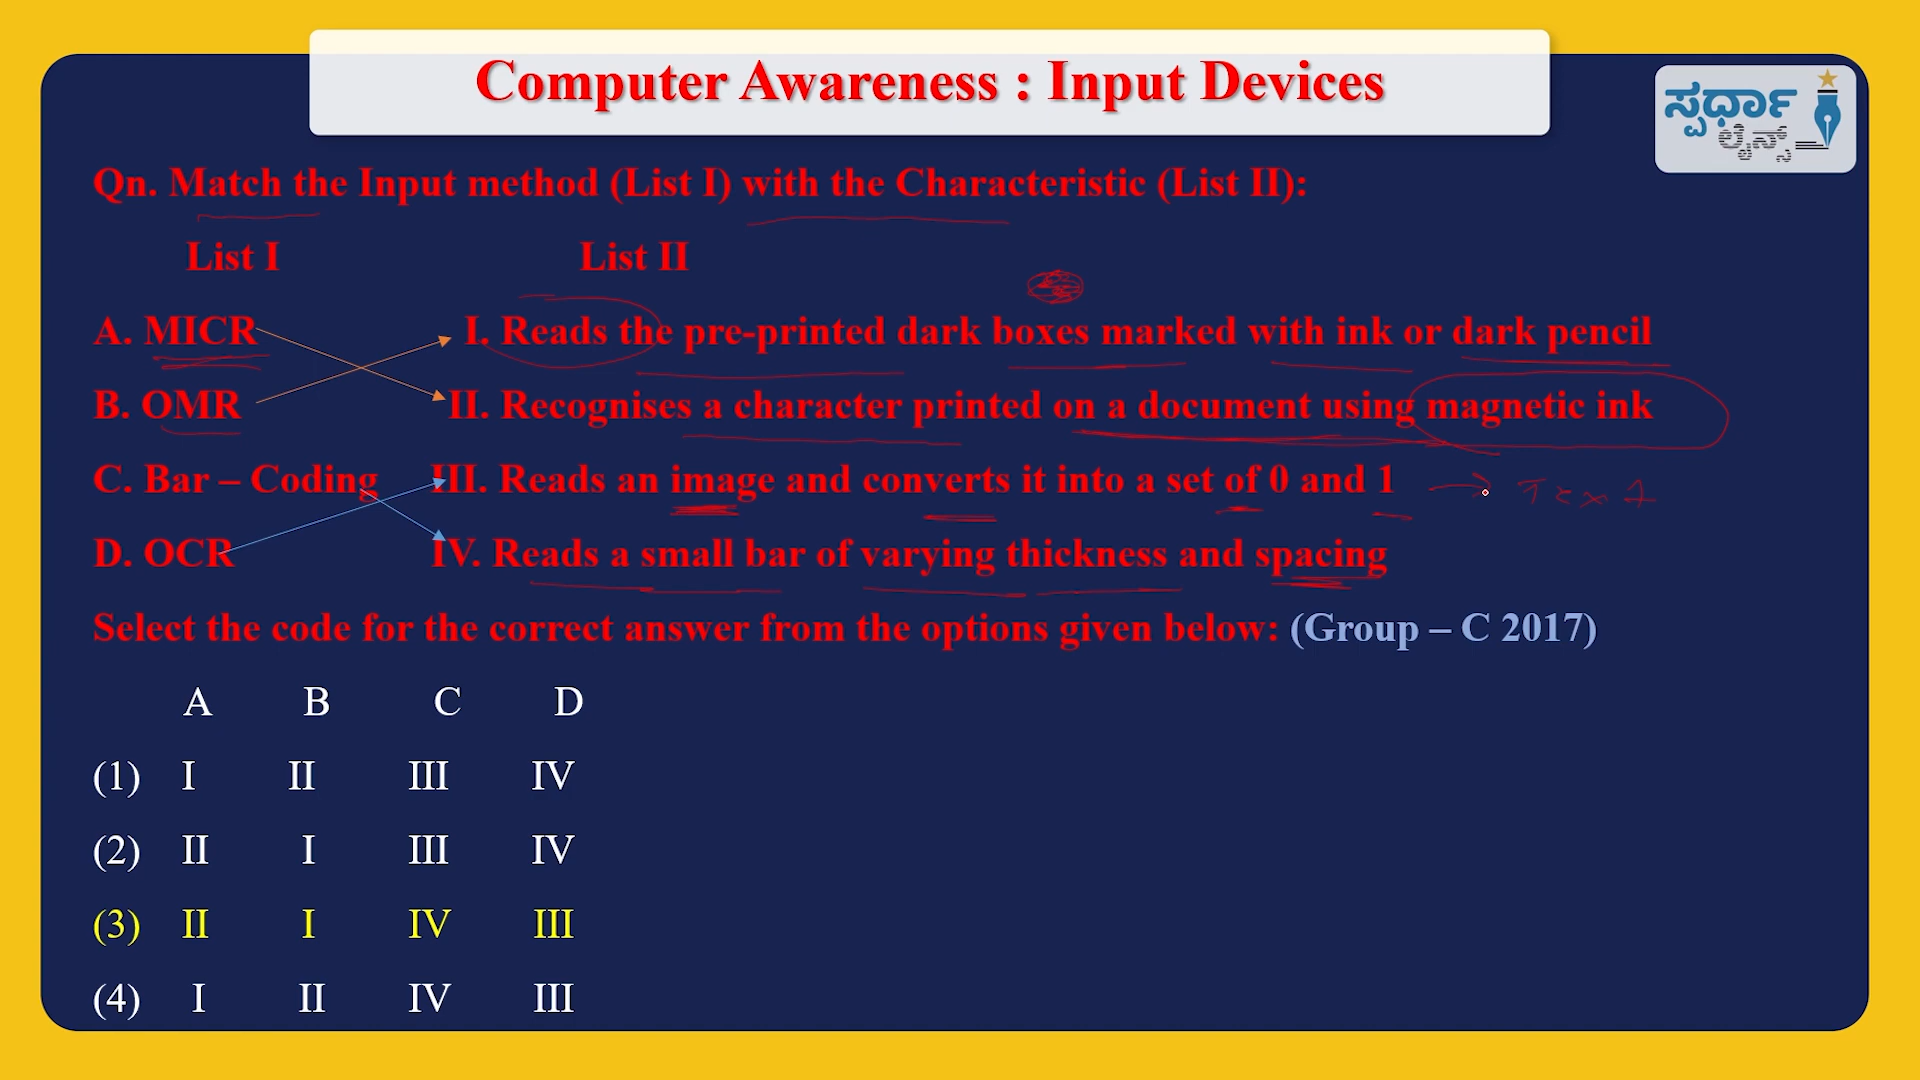 Computer Awareness : Input Devices
ಸ್ಪರ್ಧಾ
ಲೈನ್ಸ್
Qn. Match the Input method (List I) with the Characteristic (List II):
List I List II
A. MICR I. Reads the pre-printed dark boxes marked with ink or dark pencil
B. OMR II. Recognises a character printed on a document using magnetic ink
C. Bar – Coding III. Reads an image and converts it into a set of 0 and 1
Text
D. OCR IV. Reads a small bar of varying thickness and spacing
Select the code for the correct answer from the options given below: (Group – C 2017)
A B C D
(1) I II III IV
(2) II I III IV
(3) II I IV III
(4) I II IV III